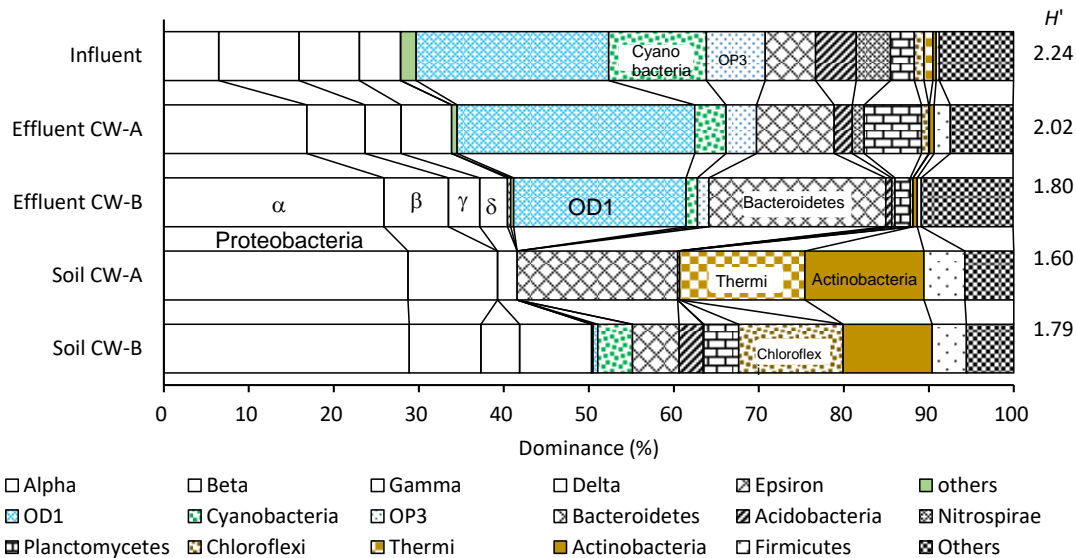 H'
Influent
Cyano
bacteria
OP3
2.24
Effluent CW-A
2.02
Effluent CW-B
α
β
γ
δ
OD1
Bacteroidetes
1.80
Proteobacteria
Soil CW-A
Thermi
Actinobacteria
1.60
Soil CW-B
Chloroflex
1.79
0 10 20 30 40 50 60 70 80 90 100
Dominance (%)
Alpha Beta Gamma Delta Epsiron others
OD1 Cyanobacteria OP3 Bacteroidetes Acidobacteria Nitrospirae
Planctomycetes Chloroflexi Thermi Actinobacteria Firmicutes Others